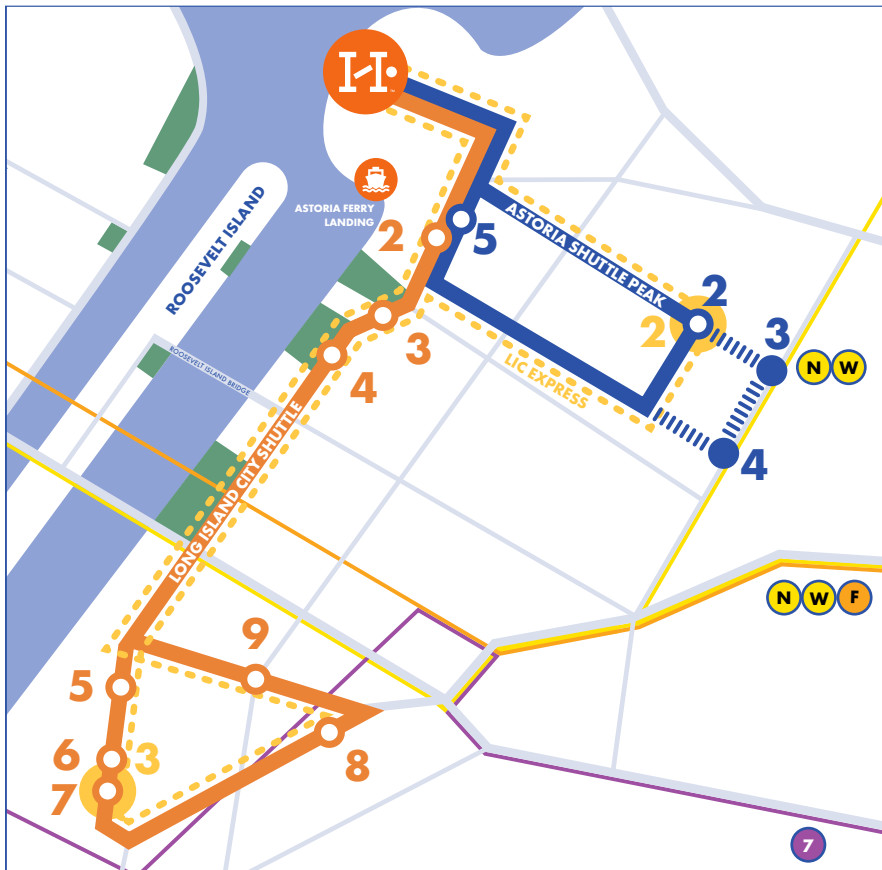 H
ASTORIA FERRY
LANDING
ROOSEVELT ISLAND
2
5
ASTORIA SHUTTLE PEAK
2
2
3
N W
3
4
LIC EXPRESS
4
ROOSEVELT ISLAND BRIDGE
LONG ISLAND CITY SHUTTLE
N W F
9
5
6
3
7
8
7